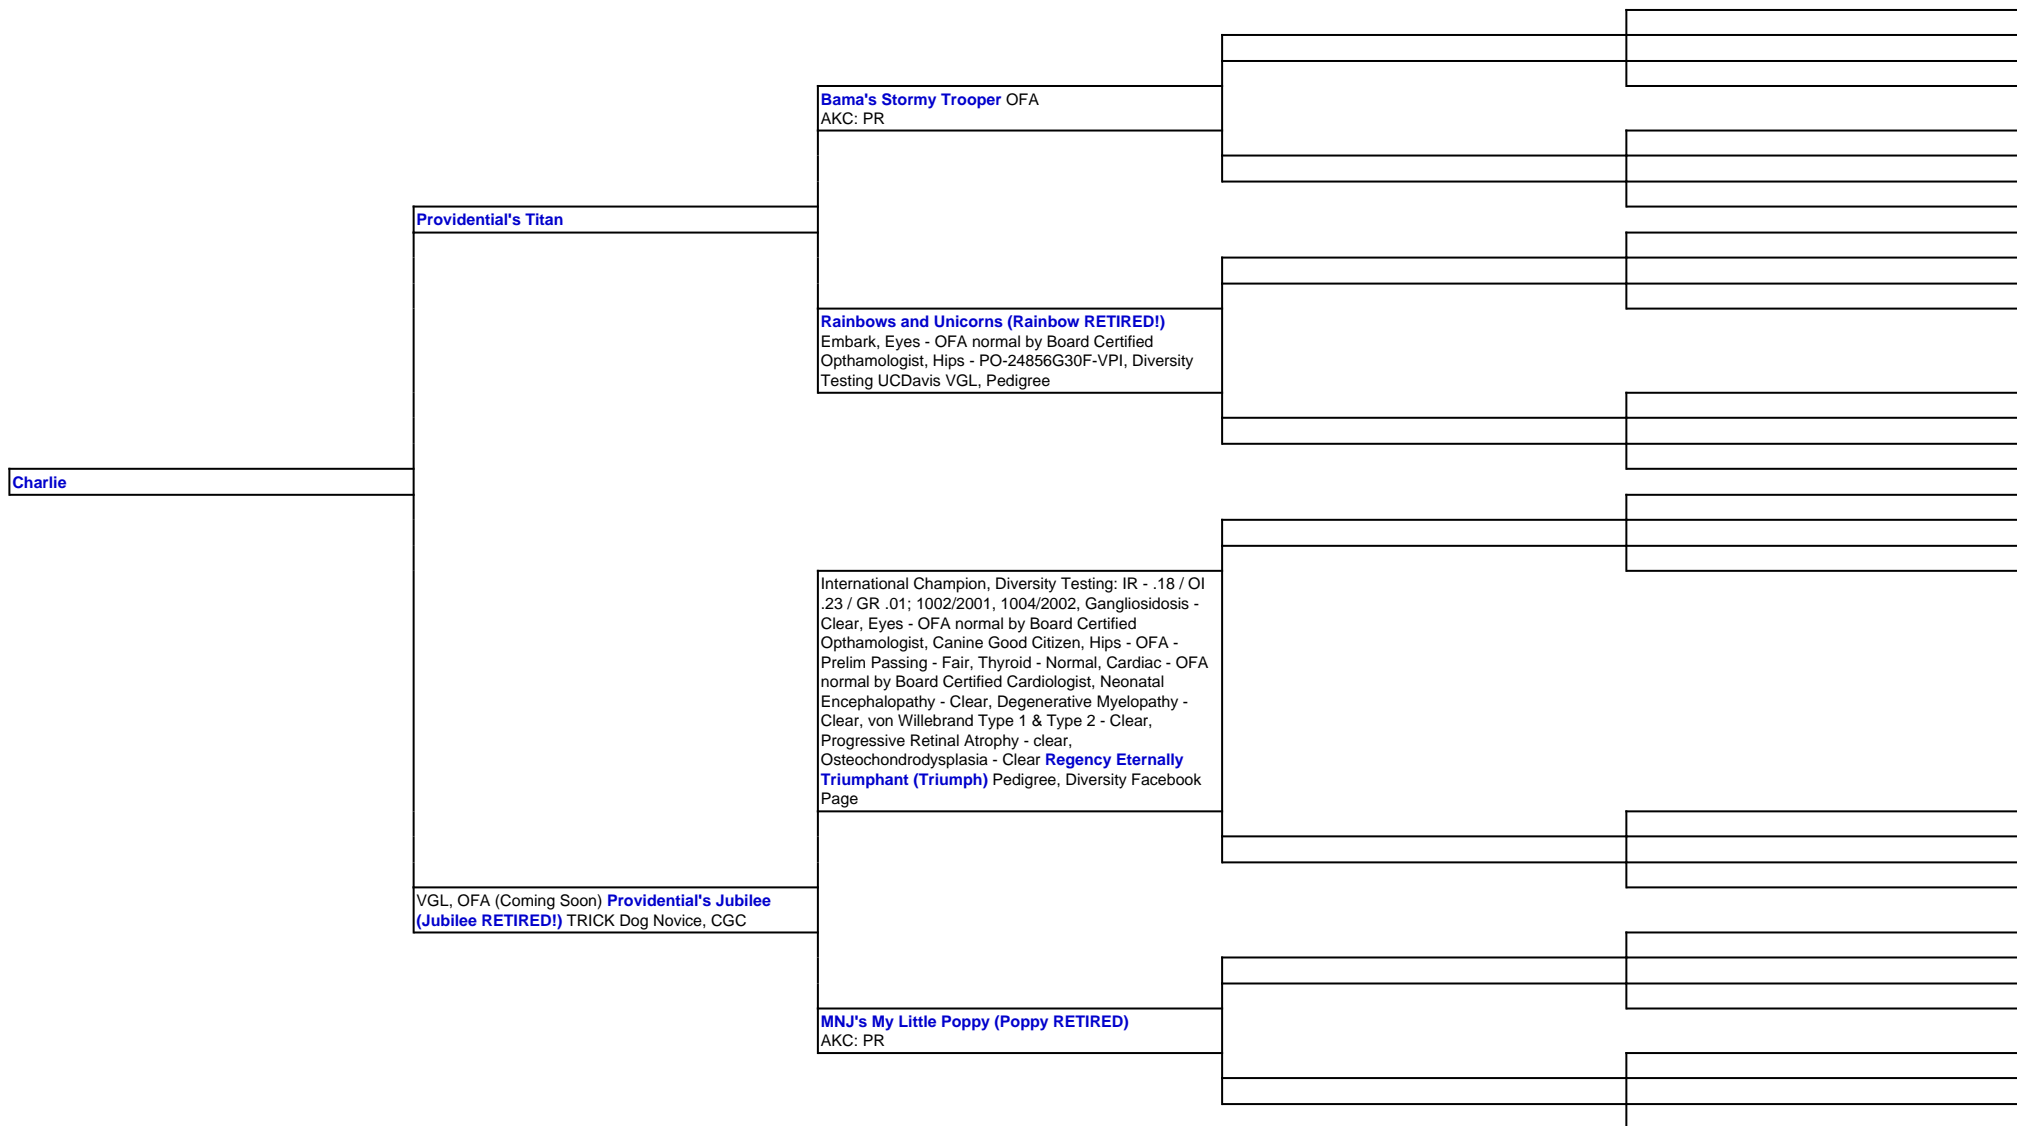 Bama's Stormy Trooper OFA
AKC: PR
Providential's Titan
Rainbows and Unicorns (Rainbow RETIRED!)
Embark, Eyes - OFA normal by Board Certified
Opthamologist, Hips - PO-24856G30F-VPI, Diversity
Testing UCDavis VGL, Pedigree
Charlie
International Champion, Diversity Testing: IR - .18 / OI
.23 / GR .01; 1002/2001, 1004/2002, Gangliosidosis -
Clear, Eyes - OFA normal by Board Certified
Opthamologist, Canine Good Citizen, Hips - OFA -
Prelim Passing - Fair, Thyroid - Normal, Cardiac - OFA
normal by Board Certified Cardiologist, Neonatal
Encephalopathy - Clear, Degenerative Myelopathy -
Clear, von Willebrand Type 1 & Type 2 - Clear,
Progressive Retinal Atrophy - clear,
Osteochondrodysplasia - Clear Regency Eternally
Triumphant (Triumph) Pedigree, Diversity Facebook
Page
VGL, OFA (Coming Soon) Providential's Jubilee
(Jubilee RETIRED!) TRICK Dog Novice, CGC
MNJ's My Little Poppy (Poppy RETIRED)
AKC: PR